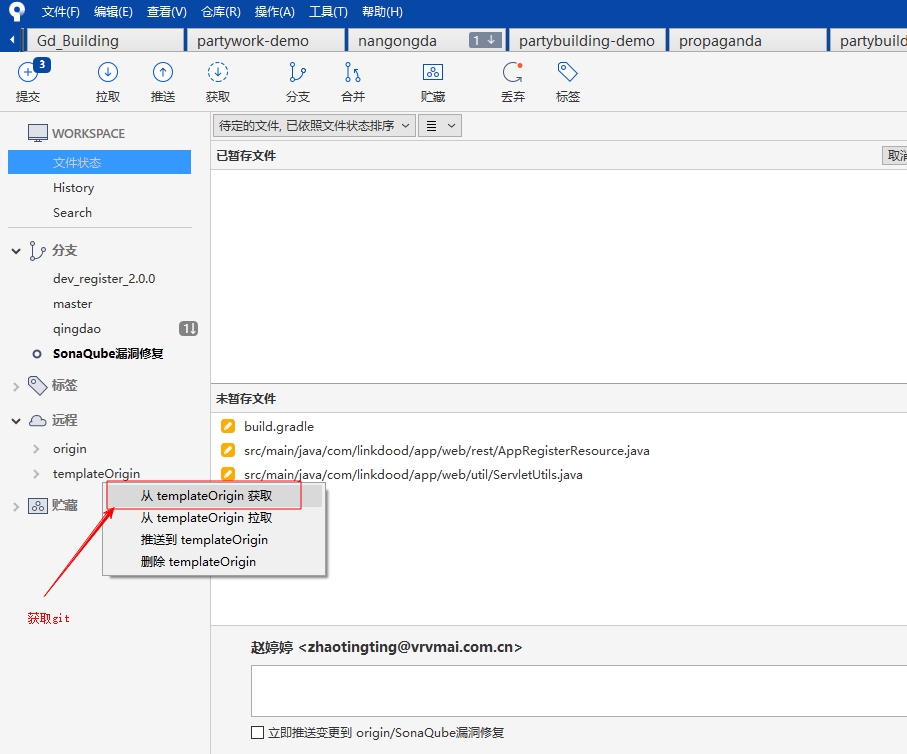 文件(F) 编辑(E) 查看(V) 仓库(R) 操作(A) 工具(T) 帮助(H)
Gd_Building partywork-demo nangongda 1 partybuilding-demo propaganda partybuild
3
提交 拉取 推送 获取 分支 合并 贮藏 丢弃 标签
WORKSPACE
文件状态
History
Search
分支
dev_register_2.0.0
master
qingdao 1
SonaQube漏洞修复
标签
远程
origin
templateOrigin
贮藏
从 templateOrigin 获取
从 templateOrigin 拉取
推送到 templateOrigin
删除 templateOrigin
获取git
待定的文件, 已依照文件状态排序
已暂存文件 取消
未暂存文件
build.gradle
src/main/java/com/linkdood/app/web/rest/AppRegisterResource.java
src/main/java/com/linkdood/app/web/util/ServletUtils.java
赵婷婷 <zhaotingting@vrvmai.com.cn>
立即推送变更到 origin/SonaQube漏洞修复